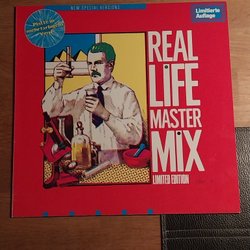 NEW SPECIAL VERSIONS
Limitierte
Auflage
REAL
LIFE
MASTER
MIX
LIMITED EDITION